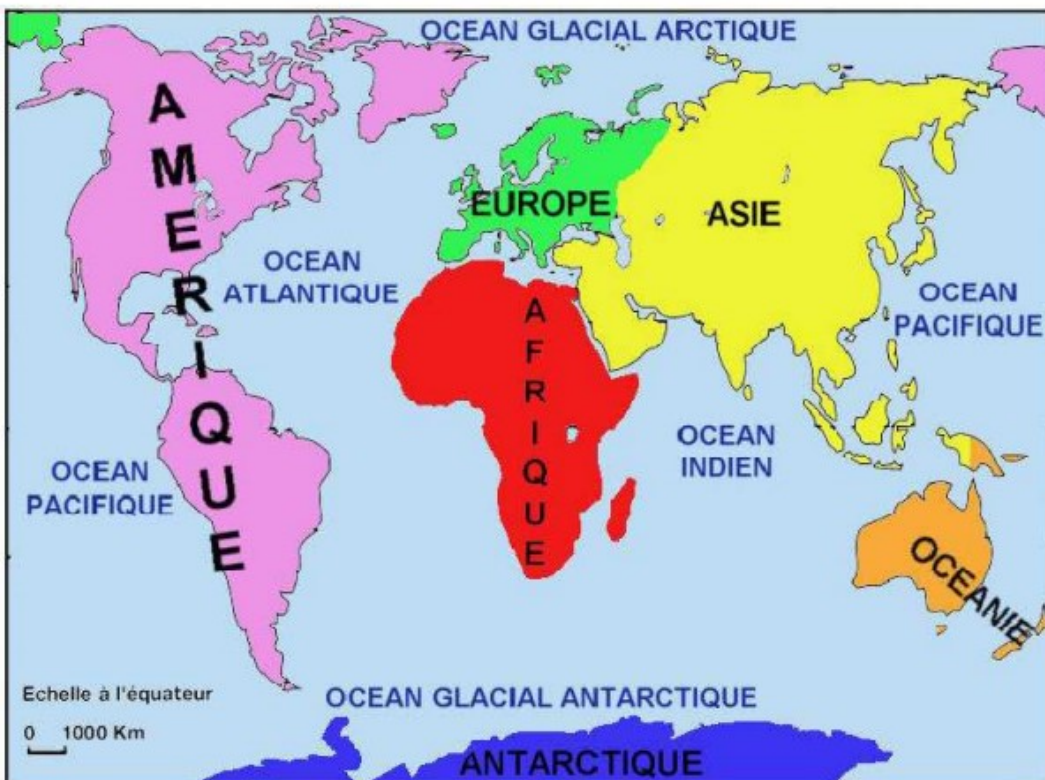 OCEAN GLACIAL ARCTIQUE
AMERIQUE
EUROPE
ASIE
OCEAN
ATLANTIQUE
AFRIQUE
OCEAN
PACIFIQUE
OCEAN
INDIEN
OCEAN
PACIFIQUE
OCEANIE
Echelle à l'équateur
0 1000 Km
OCEAN GLACIAL ANTARCTIQUE
ANTARCTIQUE